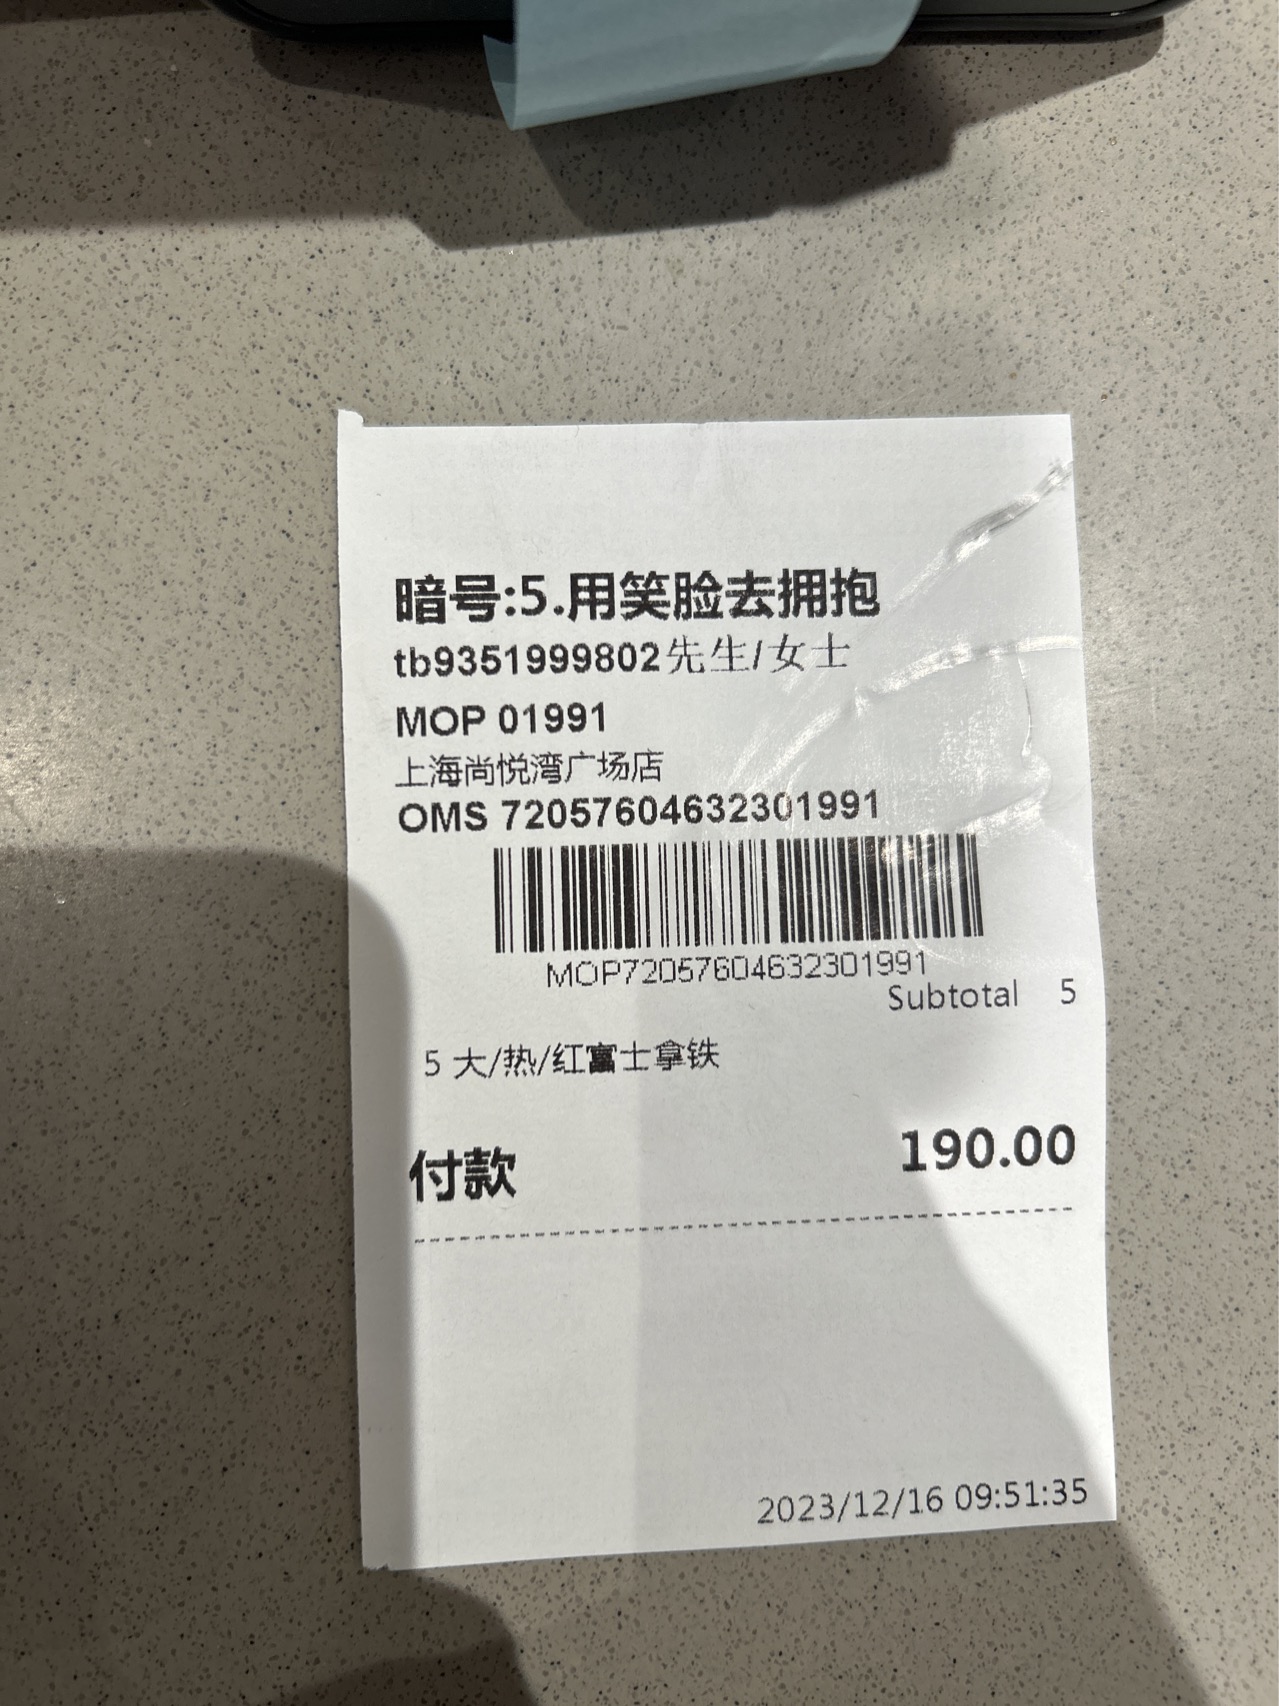 暗号:5.用笑脸去拥抱
tb9351999802先生/女士
MOP 01991
上海尚悦湾广场店
OMS 72057604632301991
MOP72057604632301991
Subtotal 5
5 大/热/红富士拿铁
付款 190.00
2023/12/16 09:51:35